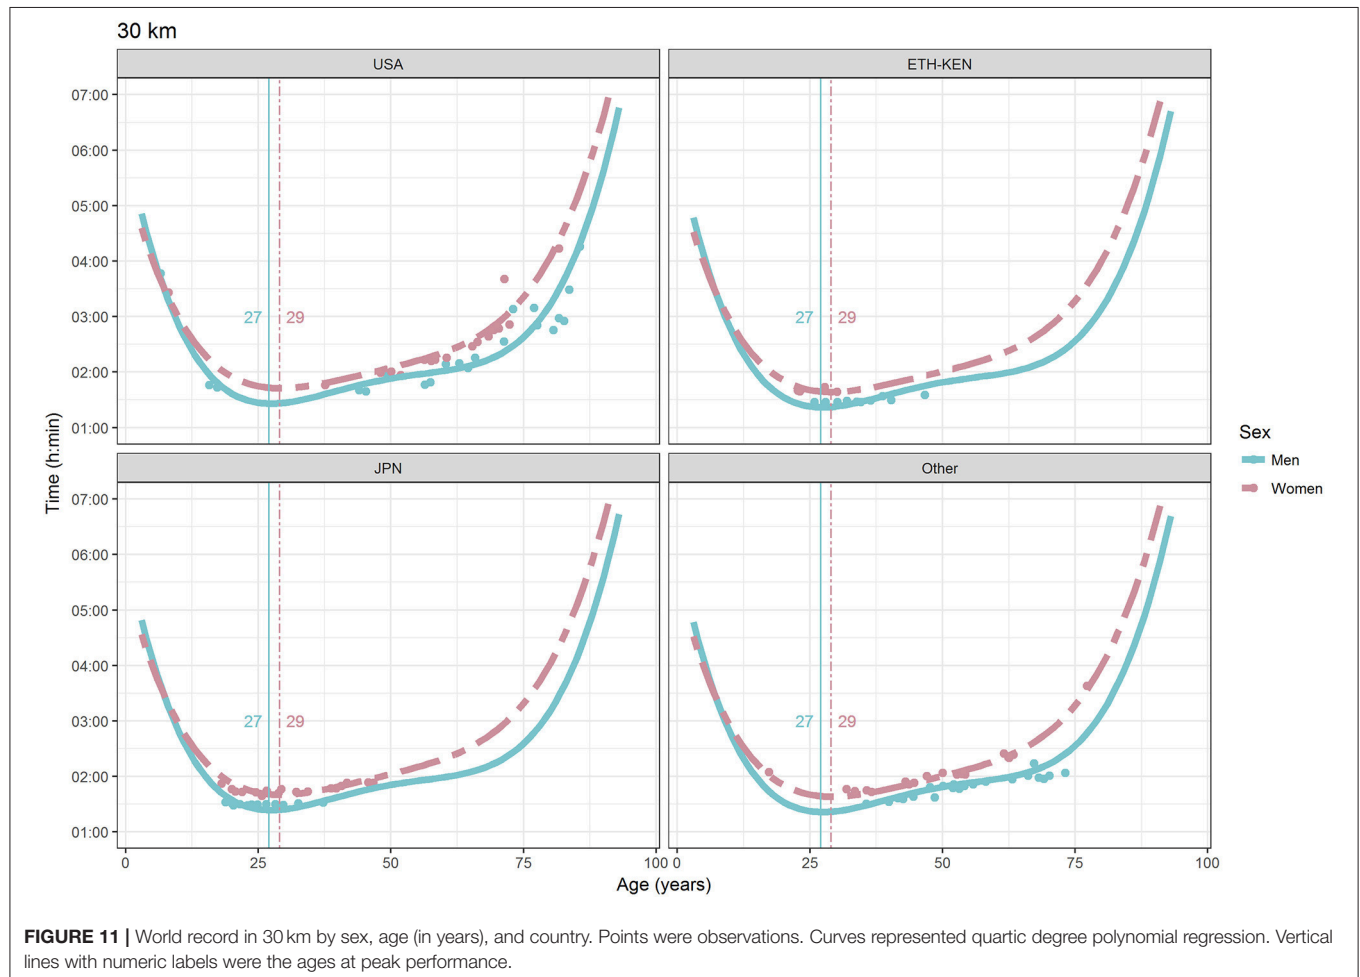 30 km
USA
ETH-KEN
07:00
06:00
05:00
04:00
03:00
02:00
01:00
27
29
27
29
JPN
Other
07:00
06:00
05:00
04:00
03:00
02:00
01:00
27
29
27
29
0
25
50
75
100
0
25
50
75
100
Time (h:min)
Age (years)
Sex
Men
Women
FIGURE 11 | World record in 30 km by sex, age (in years), and country. Points were observations. Curves represented quartic degree polynomial regression. Vertical
lines with numeric labels were the ages at peak performance.